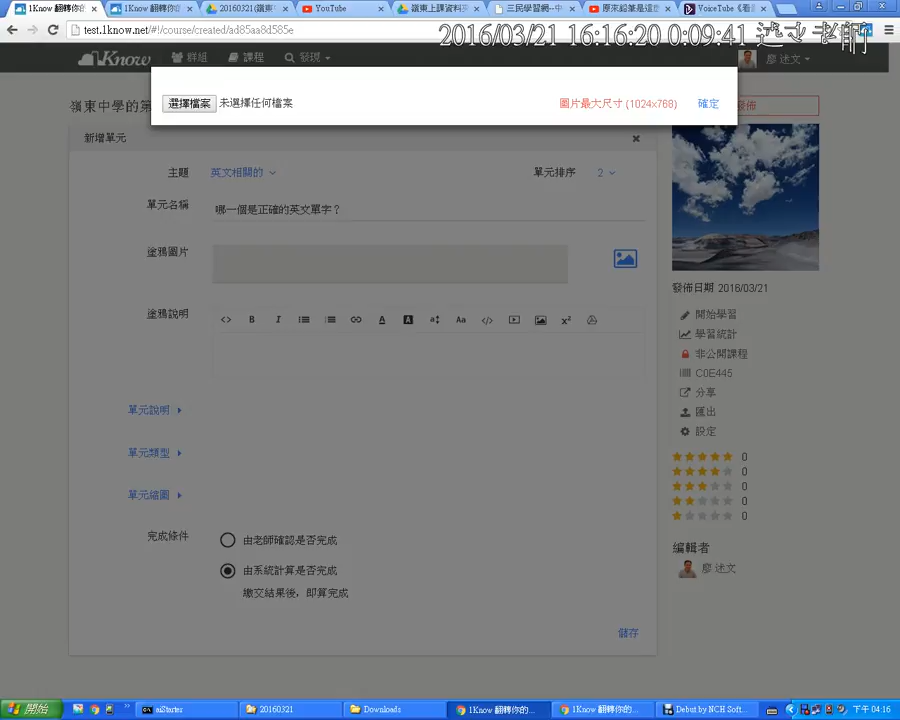 1Know 翻轉你的
1Know 翻轉你的
20160321(嶺東中
YouTube
嶺東上課資料夾
三民學習網--中
原來鉛筆是這樣
VoiceTube《看影
test.1know.net/#!/course/created/ad85aa8d585e
2016/03/21 16:16:20 0:09:41
1Know
群組
課程
發現
廖 述文
選擇檔案 未選擇任何檔案
圖片最大尺寸 (1024x768)
確定
嶺東中學的第
發佈
新增單元
主題
英文相關的
單元排序
2
單元名稱
哪一個是正確的英文單字？
塗鴉圖片
塗鴉說明
B
I
A
A
Aa
x²
單元說明
單元類型
單元縮圖
完成條件
由老師確認是否完成
由系統計算是否完成
繳交結果後，即算完成
儲存
發佈日期 2016/03/21
開始學習
學習統計
非公開課程
C0E445
分享
匯出
設定
0
0
0
0
0
編輯者
廖 述文
開始
aiStarter
20160321
Downloads
1Know 翻轉你的...
1Know 翻轉你的...
Debut by NCH Soft...
下午 04:16